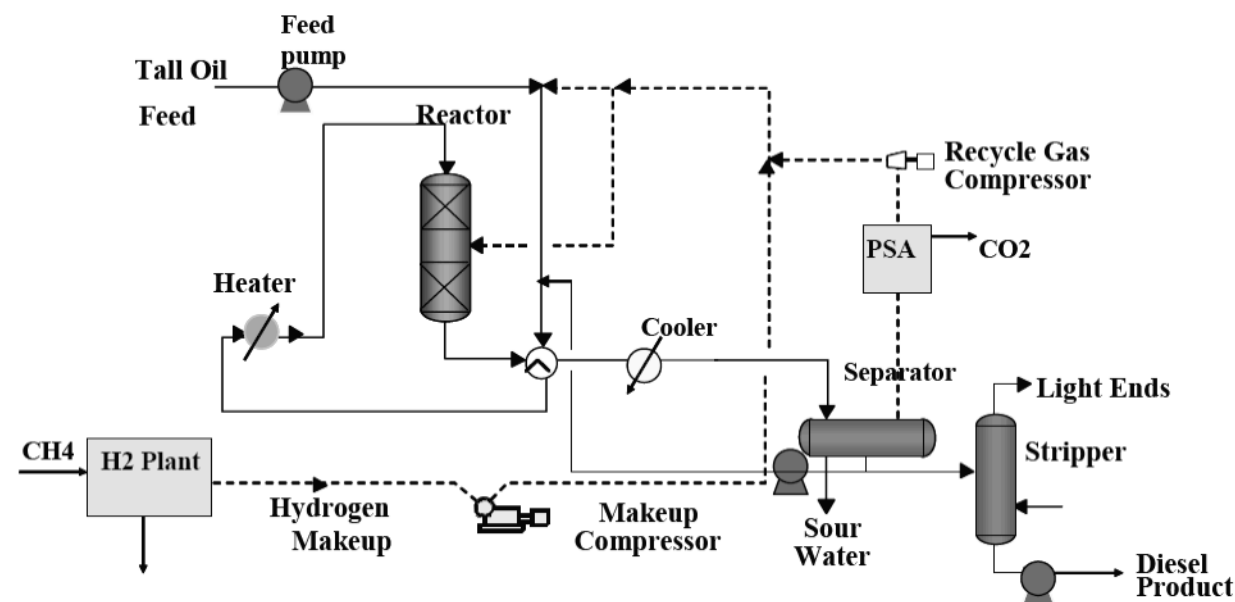 Feed
pump
Tall Oil
Feed
Reactor
Recycle Gas
Compressor
PSA
CO2
Heater
Cooler
Separator
Light Ends
CH4
H2 Plant
Stripper
Hydrogen
Makeup
Makeup
Compressor
Sour
Water
Diesel
Product